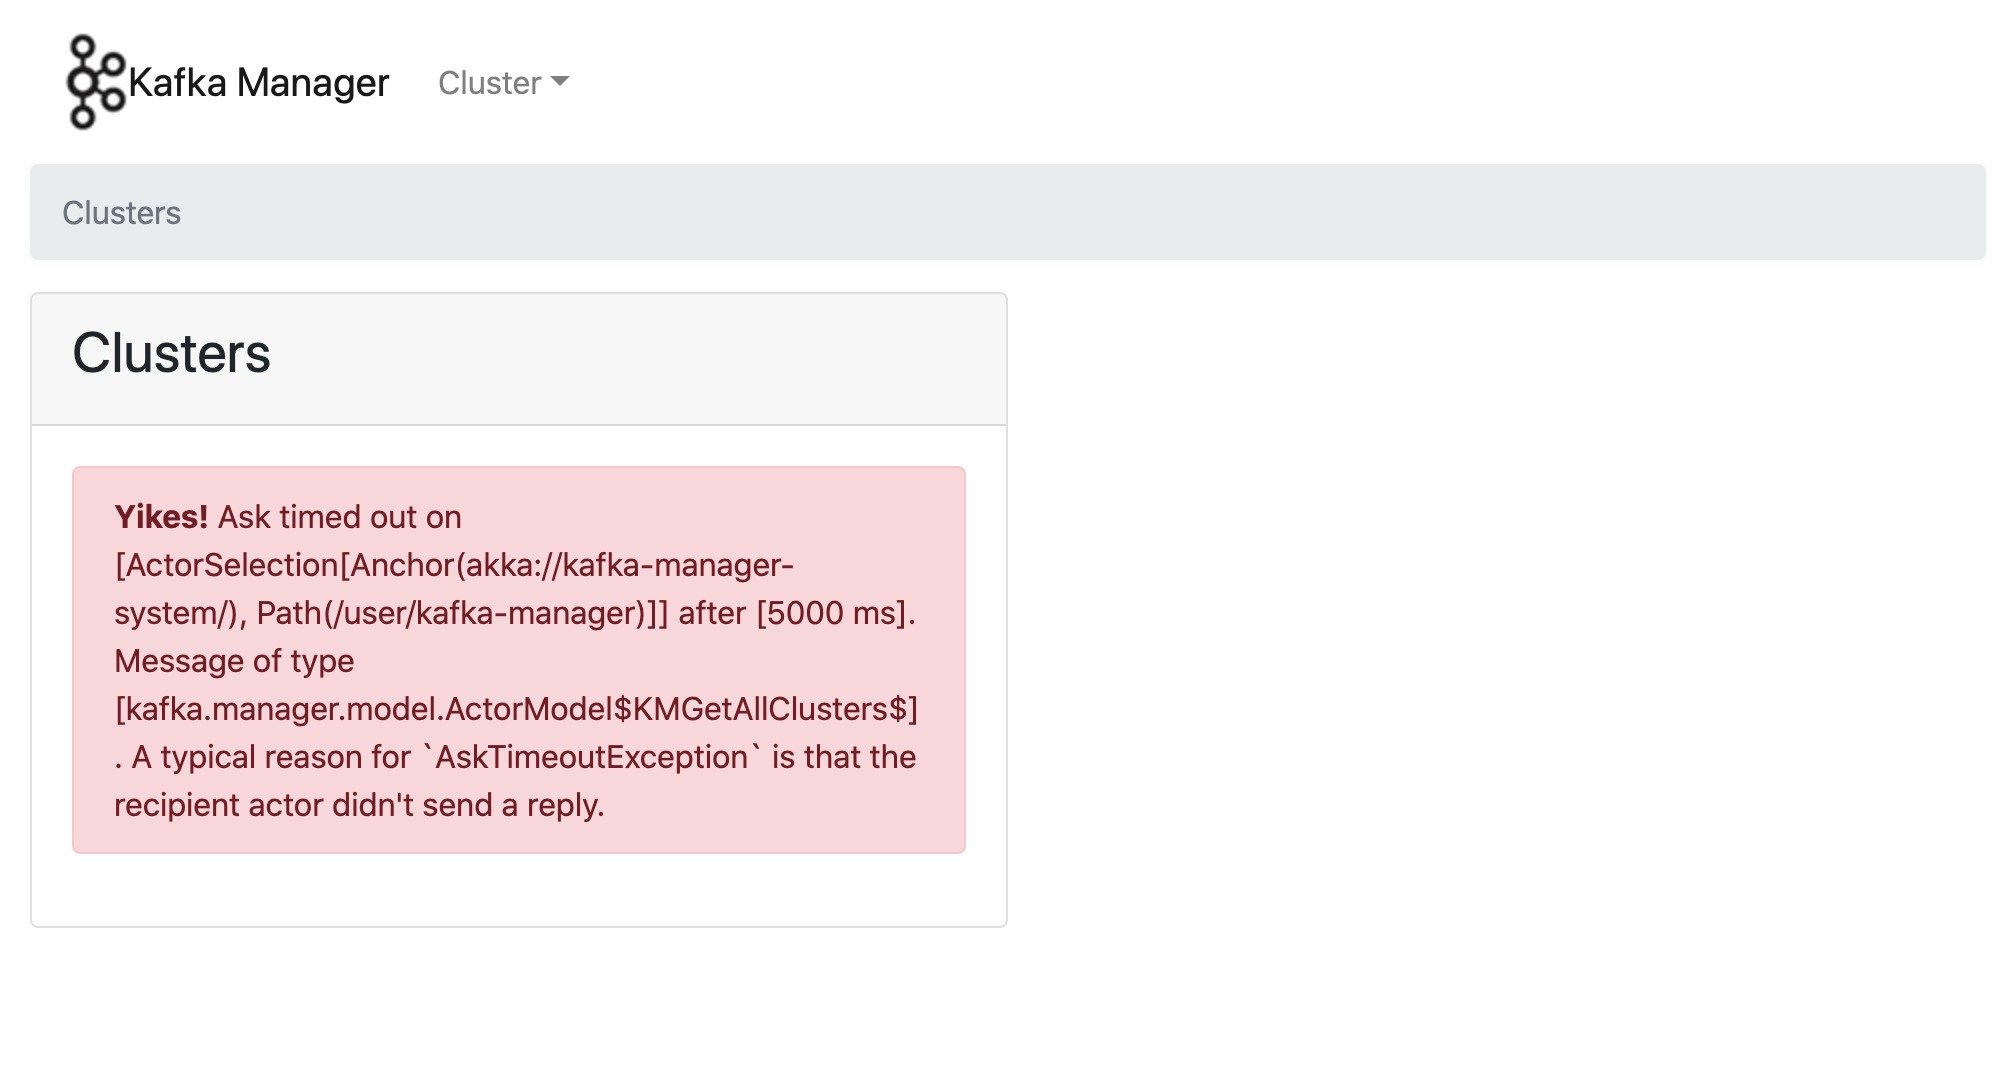 Kafka Manager Cluster
Clusters
Clusters
Yikes! Ask timed out on
[ActorSelection[Anchor(akka://kafka-manager-
system/), Path(/user/kafka-manager)]] after [5000 ms].
Message of type
[kafka.manager.model.ActorModel$KMGetAllClusters$]
. A typical reason for `AskTimeoutException` is that the
recipient actor didn't send a reply.